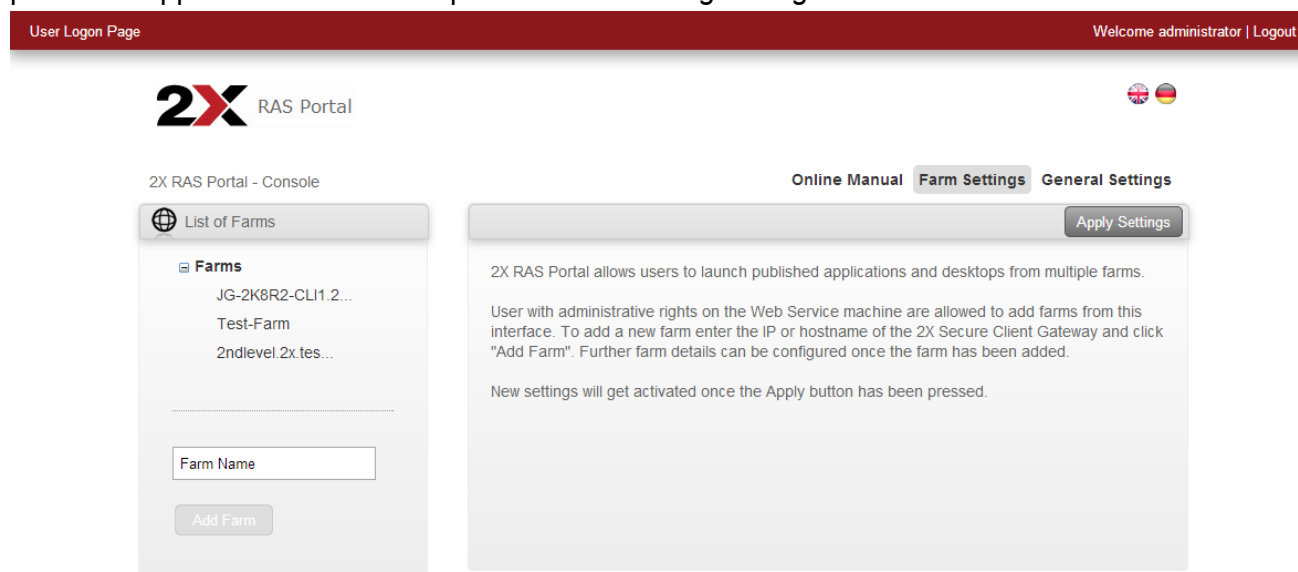 User Logon Page
Welcome administrator | Logout
2X RAS Portal
2X RAS Portal - Console
Online Manual Farm Settings General Settings
List of Farms
Apply Settings
Farms
JG-2K8R2-CLI1.2...
Test-Farm
2ndlevel.2x.tes...
Farm Name
Add Farm
2X RAS Portal allows users to launch published applications and desktops from multiple farms.
User with administrative rights on the Web Service machine are allowed to add farms from this
interface. To add a new farm enter the IP or hostname of the 2X Secure Client Gateway and click
"Add Farm". Further farm details can be configured once the farm has been added.
New settings will get activated once the Apply button has been pressed.